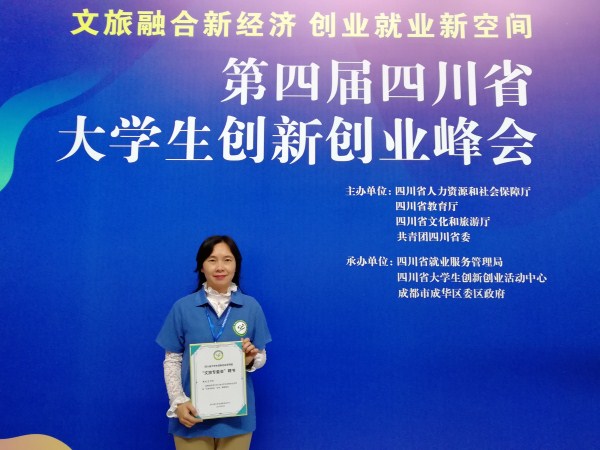 文旅融合新经济 创业就业新空间
第四届四川省
大学生创新创业峰会
主办单位:四川省人力资源和社会保障厅
四川省教育厅
四川省文化和旅游厅
共青团四川省委
承办单位:四川省就业服务管理局
四川省大学生创新创业活动中心
成都市成华区委区政府
聘书